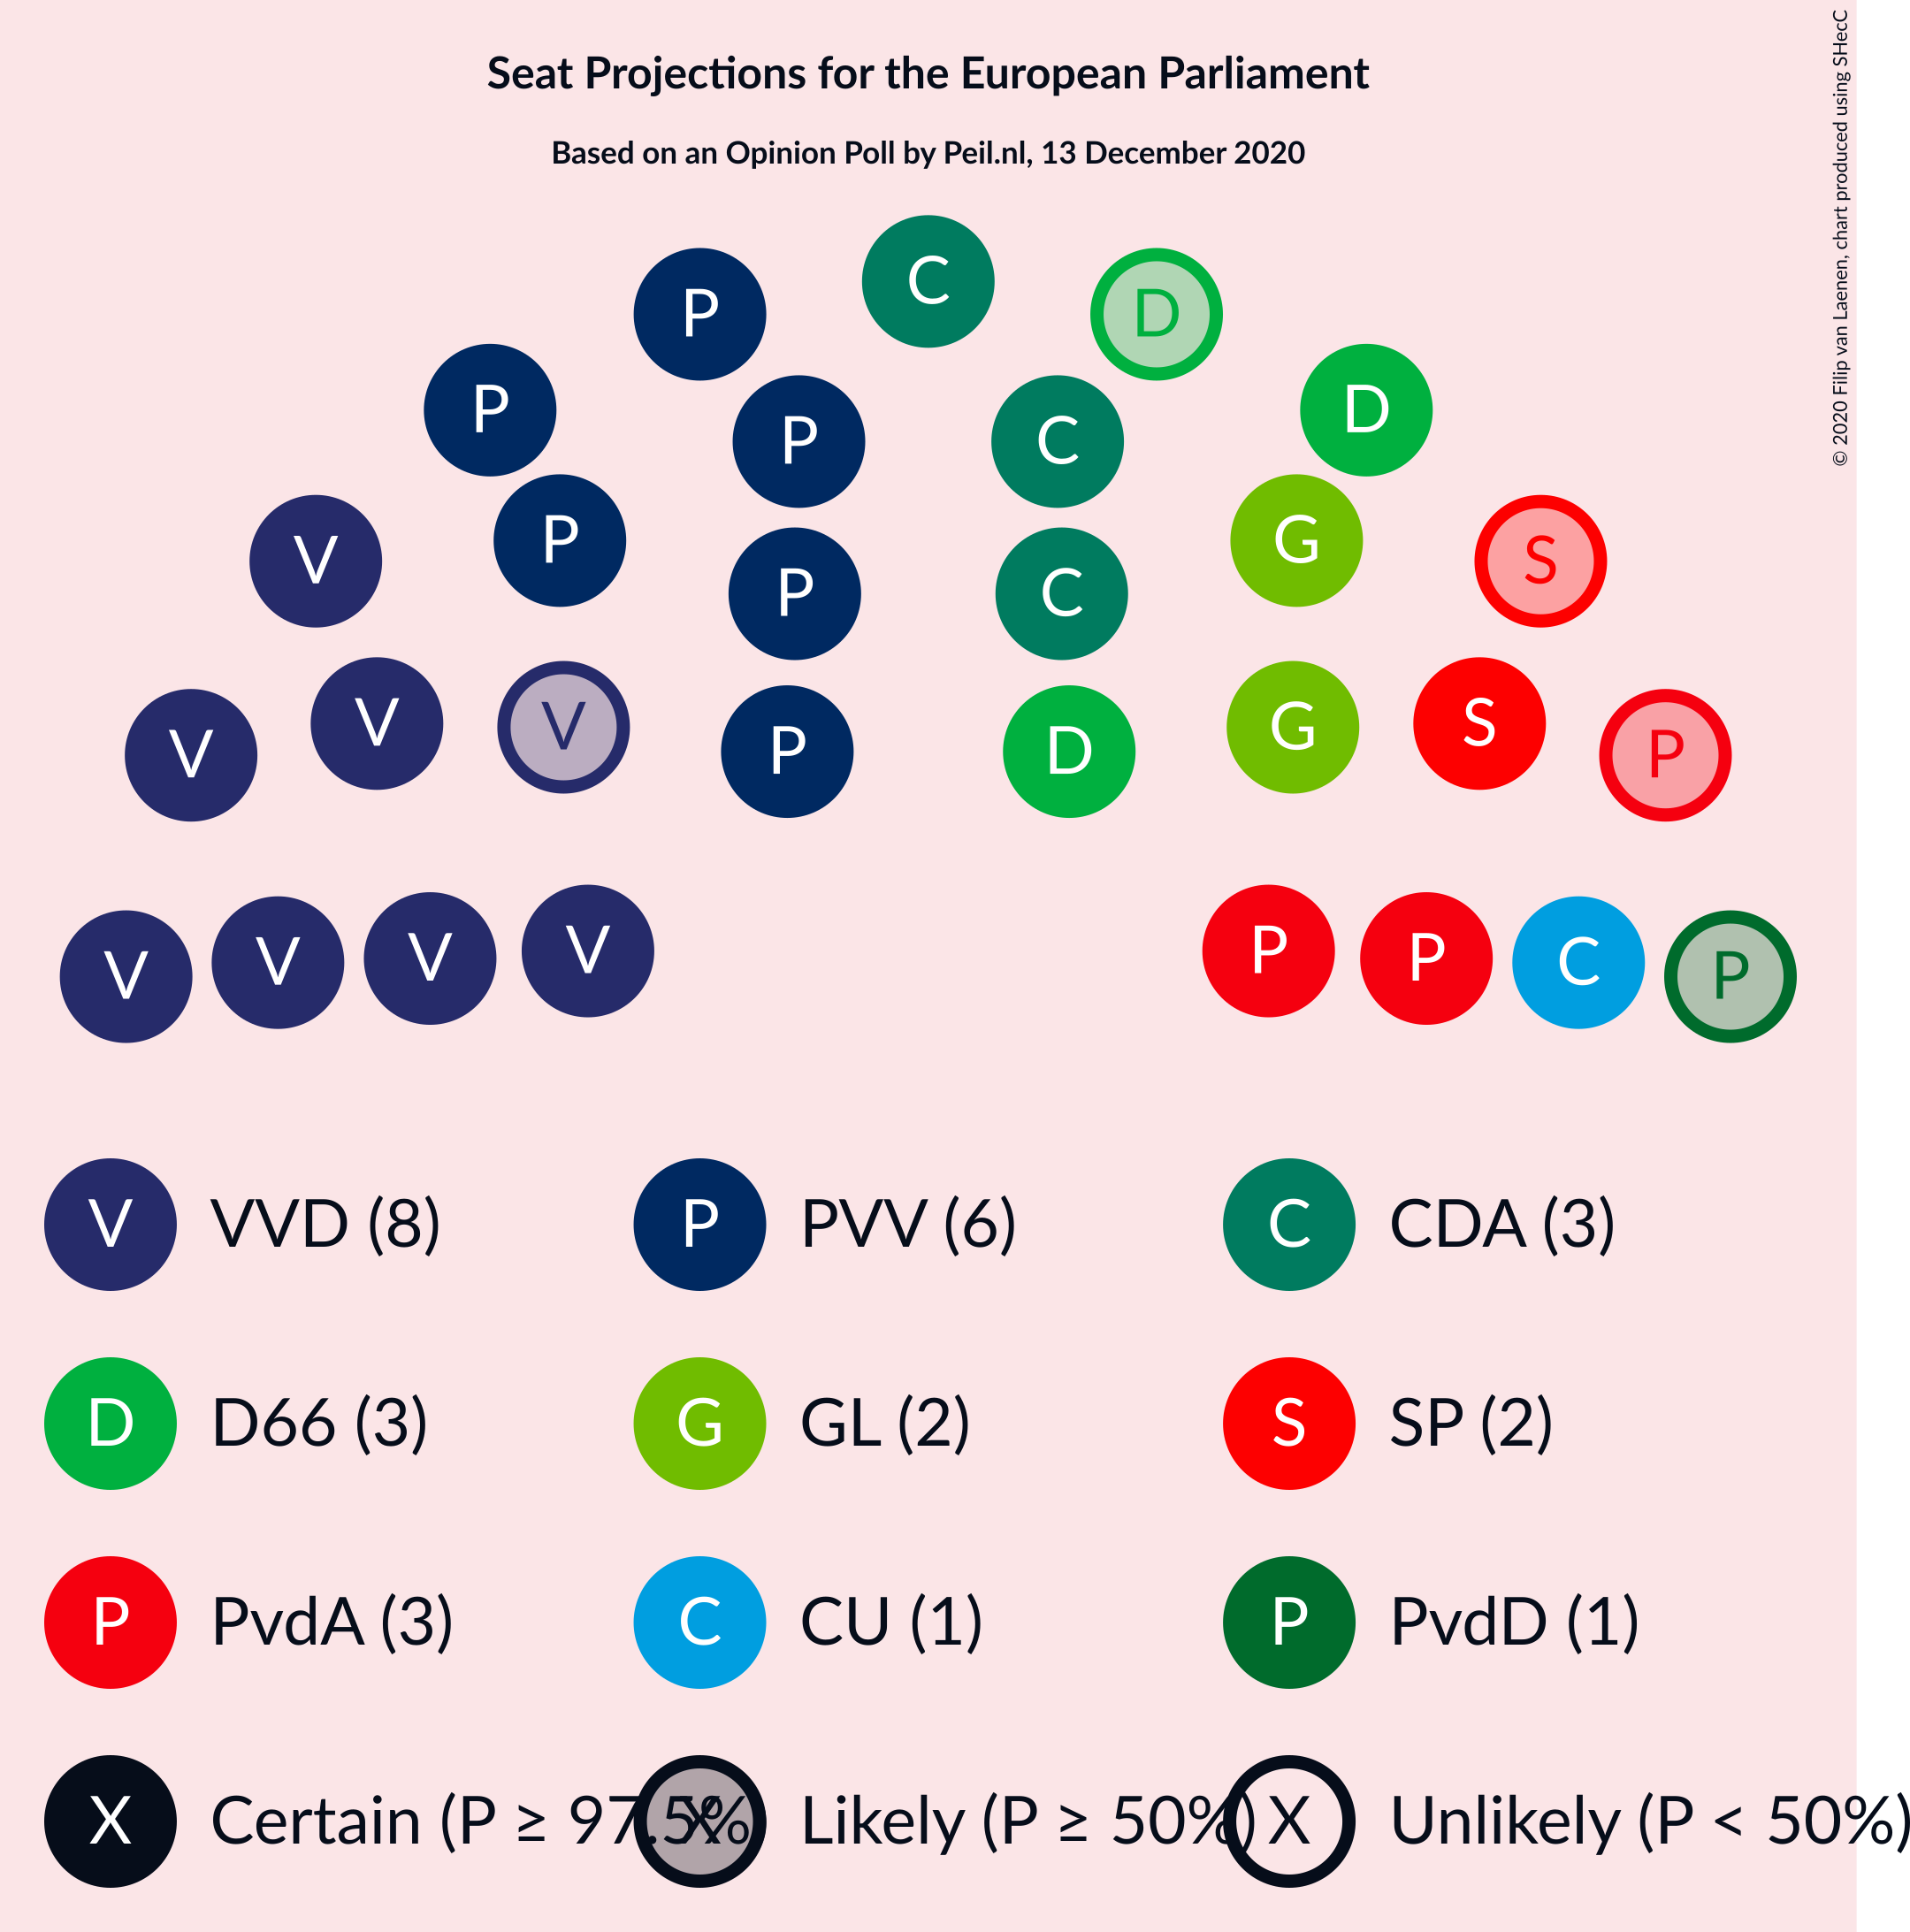 Seat Projections for the European Parliament
Based on an Opinion Poll by Peil.nl, 13 December 2020
© 2020 Filip van Laenen, chart produced using SHecC
C
P D
P D
P C
P G
V S
P C
V S
V V G
P D
V P
V P
V P
V C
V P
V VVD (8) P PVV (6) C CDA (3)
D D66 (3) G GL (2) S SP (2)
P PvdA (3) C CU (1) P PvdD (1)
X Certain (P ≥ 97.5% X Likely (P ≥ 50%) X Unlikely (P < 50%)